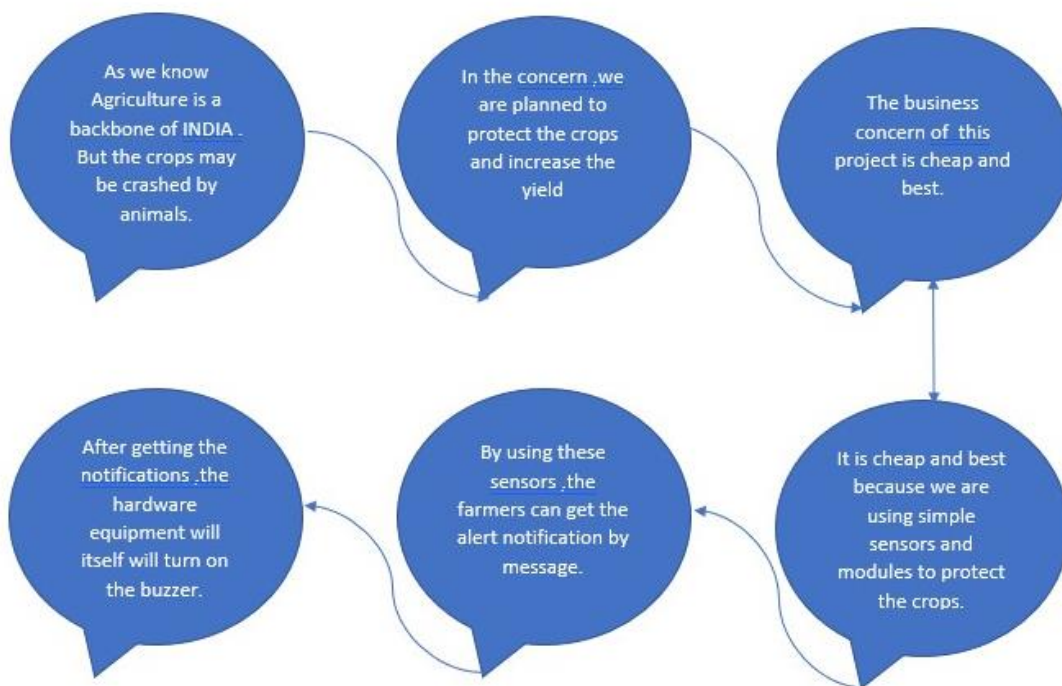 As we know
Agriculture is a
backbone of INDIA .
But the crops may
be crashed by
animals.
In the concern ,we
are planned to
protect the crops
and increase the
yield
The business
concern of  this
project is cheap and
best.
It is cheap and best
because we are
using simple
sensors and
modules to protect
the crops.
By using these
sensors ,the
farmers can get the
alert notification by
message.
After getting the
notifications ,the
hardware
equipment will
itself will turn on
the buzzer.